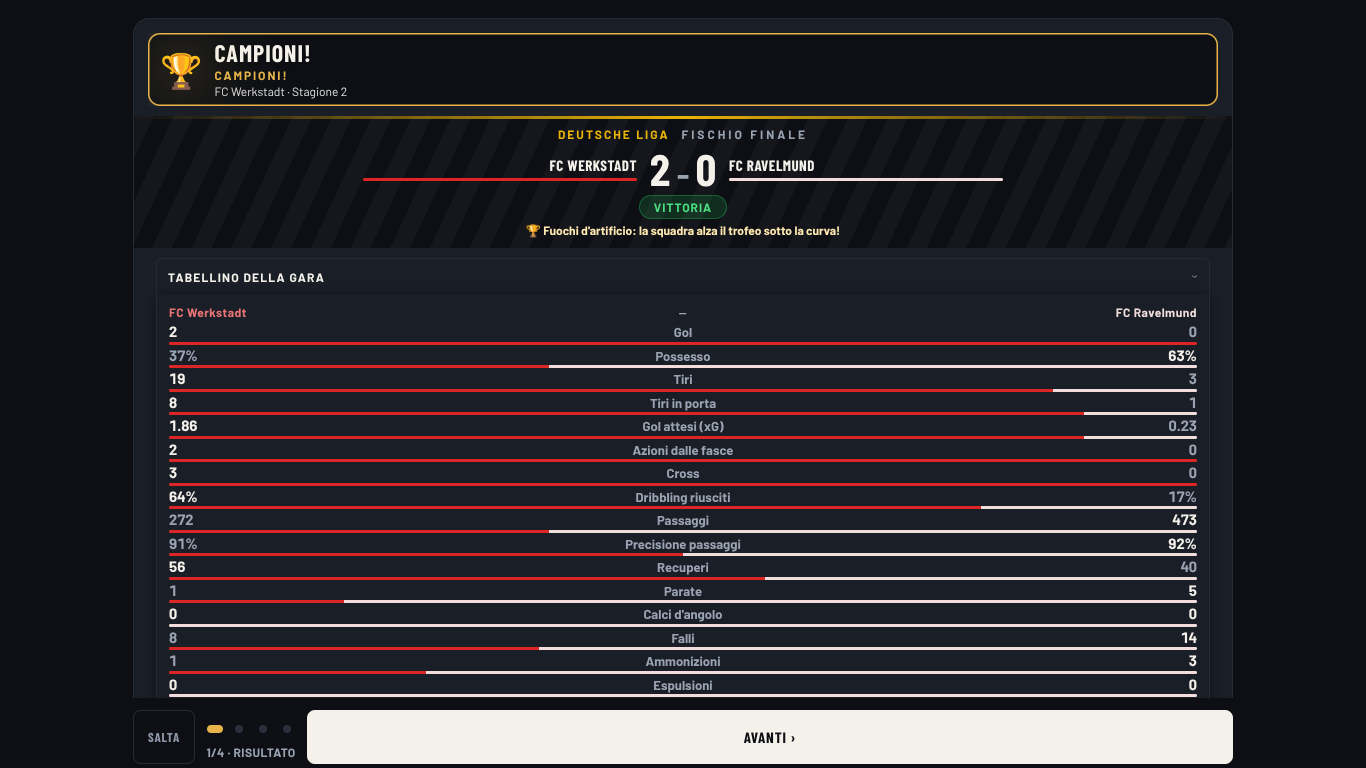 CAMPIONI!
CAMPIONI!
FC Werkstadt · Stagione 2
DEUTSCHE LIGA FISCHIO FINALE
FC WERKSTADT 2 - 0 FC RAVELMUND
VITTORIA
🏆 Fuochi d'artificio: la squadra alza il trofeo sotto la curva!
TABELLINO DELLA GARA
FC Werkstadt — FC Ravelmund
2 Gol 0
37% Possesso 63%
19 Tiri 3
8 Tiri in porta 1
1.86 Gol attesi (xG) 0.23
2 Azioni dalle fasce 0
3 Cross 0
64% Dribbling riusciti 17%
272 Passaggi 473
91% Precisione passaggi 92%
56 Recuperi 40
1 Parate 5
0 Calci d'angolo 0
8 Falli 14
1 Ammonizioni 3
0 Espulsioni 0
SALTA
1/4 · RISULTATO
AVANTI ›